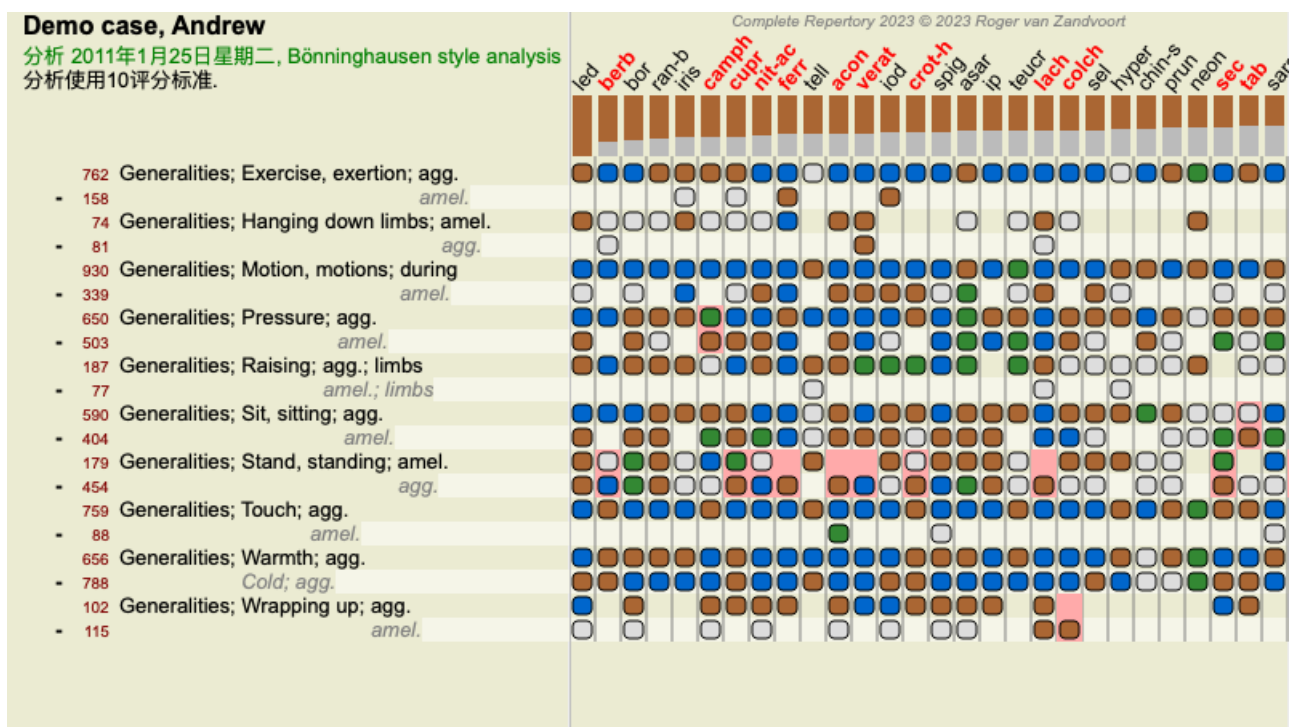 Demo case, Andrew
分析 2011年1月25日星期二, Bönninghausen style analysis
分析使用10评分标准.
Complete Repertory 2023 © 2023 Roger van Zandvoort
led berb bor ran-b iris camph cupr nit-ac ferr tell acon verat iod crot-h spig asar ip teucr lach colch sel hyper chin-s prun neon sec tab
762 Generalities; Exercise, exertion; agg.
- 158 amel.
74 Generalities; Hanging down limbs; amel.
- 81 agg.
930 Generalities; Motion, motions; during
- 339 amel.
650 Generalities; Pressure; agg.
- 503 amel.
187 Generalities; Raising; agg.; limbs
- 77 amel.; limbs
590 Generalities; Sit, sitting; agg.
- 404 amel.
179 Generalities; Stand, standing; amel.
- 454 agg.
759 Generalities; Touch; agg.
- 88 amel.
656 Generalities; Warmth; agg.
- 788 Cold; agg.
102 Generalities; Wrapping up; agg.
- 115 amel.